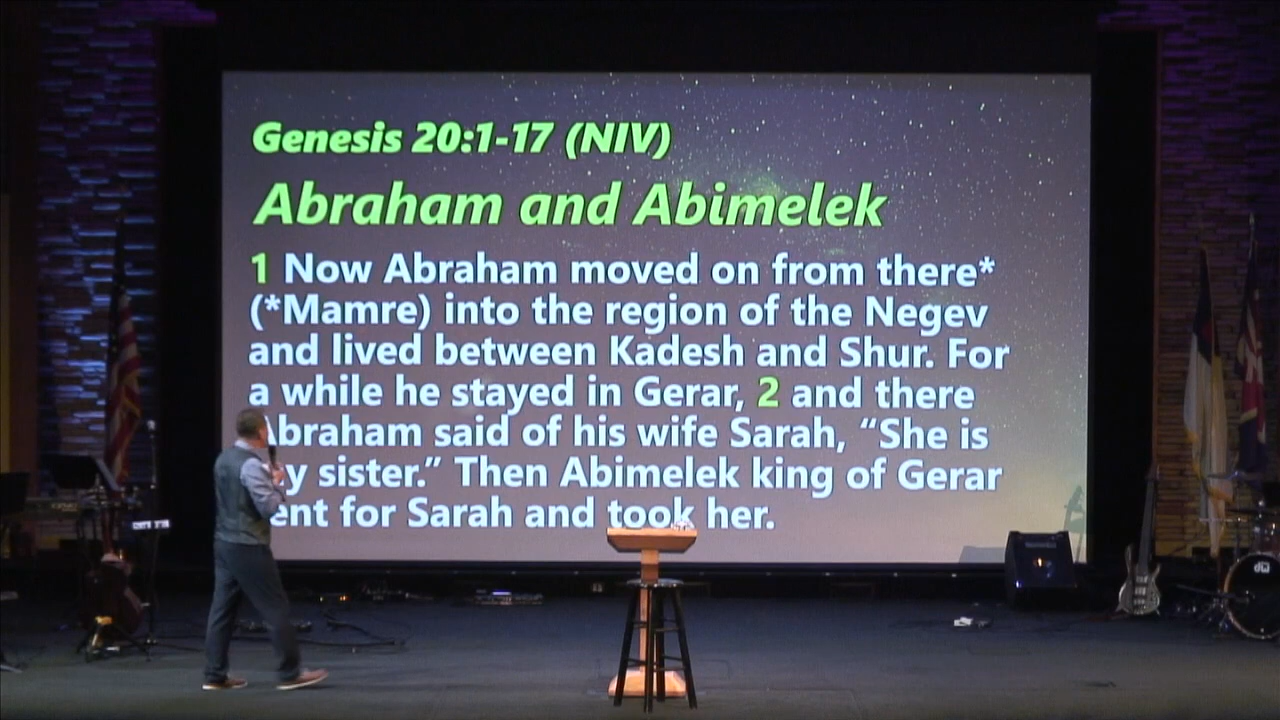 Genesis 20:1-17 (NIV)
Abraham and Abimelek
1 Now Abraham moved on from there*
(*Mamre) into the region of the Negev
and lived between Kadesh and Shur. For
a while he stayed in Gerar, 2 and there
Abraham said of his wife Sarah, “She is
y sister.” Then Abimelek king of Gerar
ent for Sarah and took her.
dw